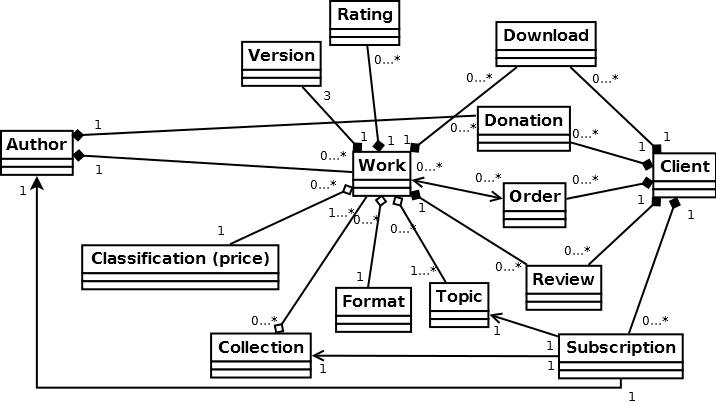 Rating
Download
Version
0...*
0...*
0...*
3
Donation
1
0...*
0...*
Author
1
1
1
1
1
0...*
Work
0...*
Client
1
0...*
0...*
0...*
1
Order
1
1...*
0...*
1
1
1
0...*
0...*
Classification (price)
1...*
0...*
1
Review
Format
Topic
0...*
0...*
1
Collection
1
Subscription
1
1
1